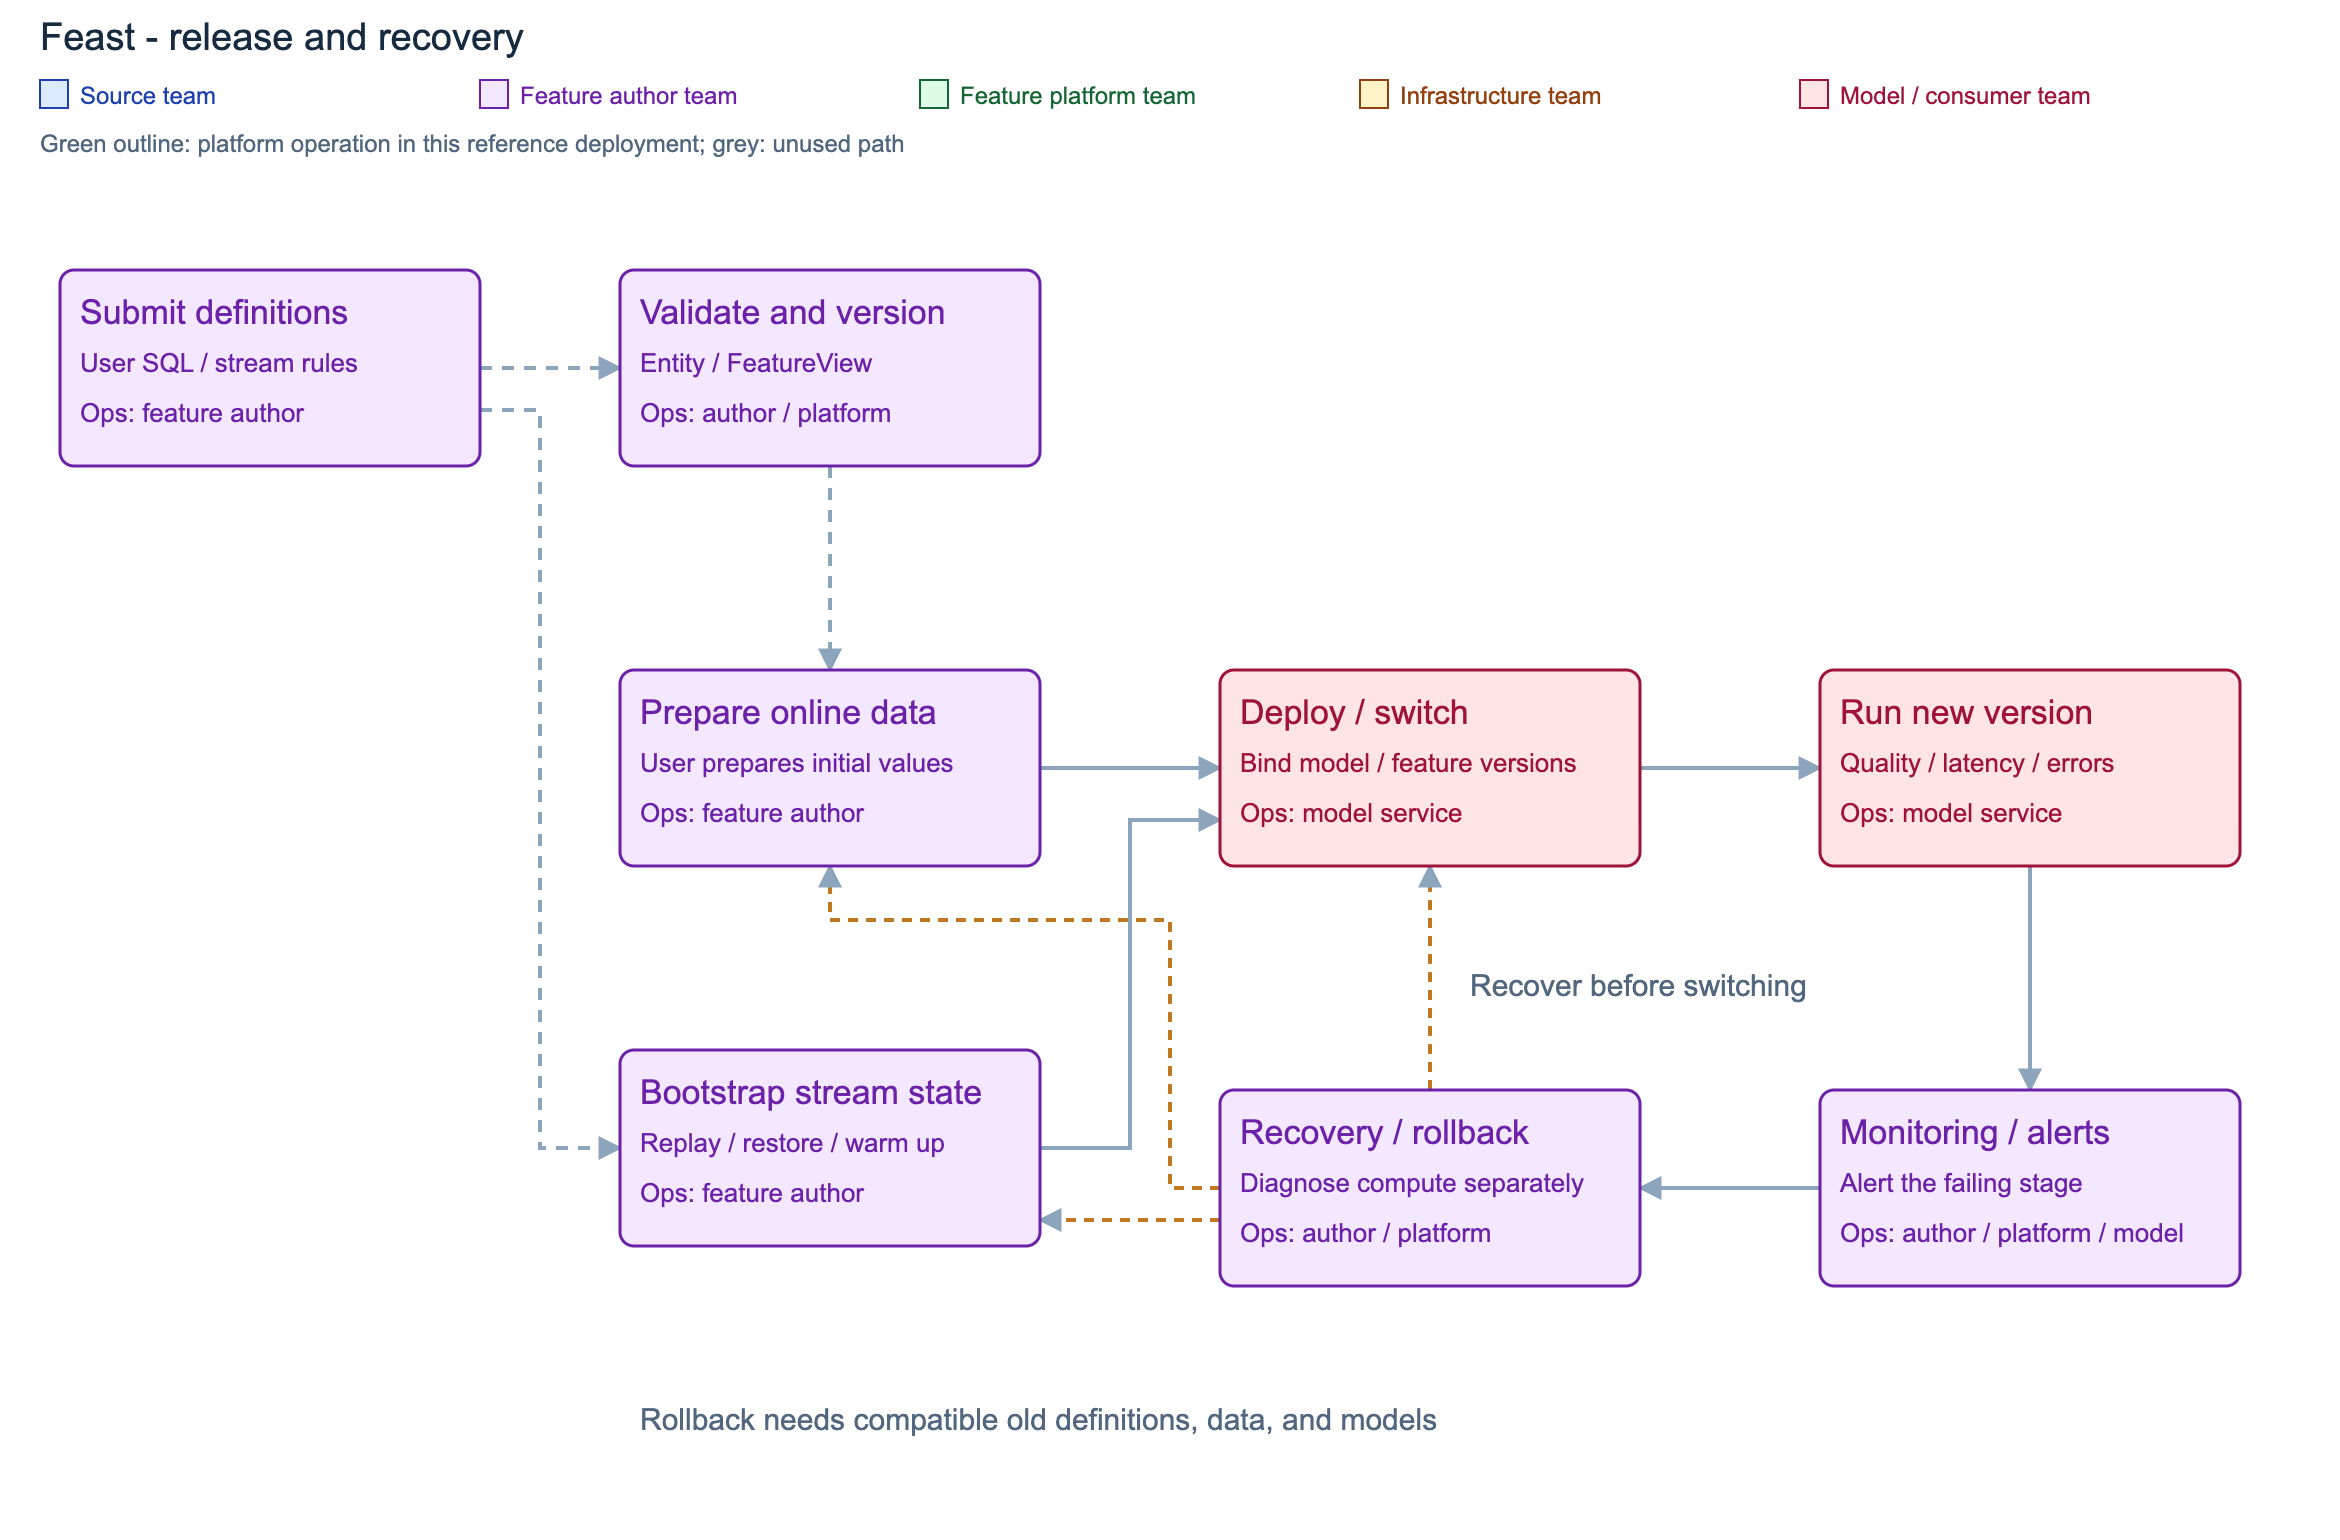 Feast - release and recovery
Source team
Feature author team
Feature platform team
Infrastructure team
Model / consumer team
Green outline: platform operation in this reference deployment; grey: unused path
Submit definitions
User SQL / stream rules
Ops: feature author
Validate and version
Entity / FeatureView
Ops: author / platform
Prepare online data
User prepares initial values
Ops: feature author
Deploy / switch
Bind model / feature versions
Ops: model service
Run new version
Quality / latency / errors
Ops: model service
Recover before switching
Bootstrap stream state
Replay / restore / warm up
Ops: feature author
Recovery / rollback
Diagnose compute separately
Ops: author / platform
Monitoring / alerts
Alert the failing stage
Ops: author / platform / model
Rollback needs compatible old definitions, data, and models